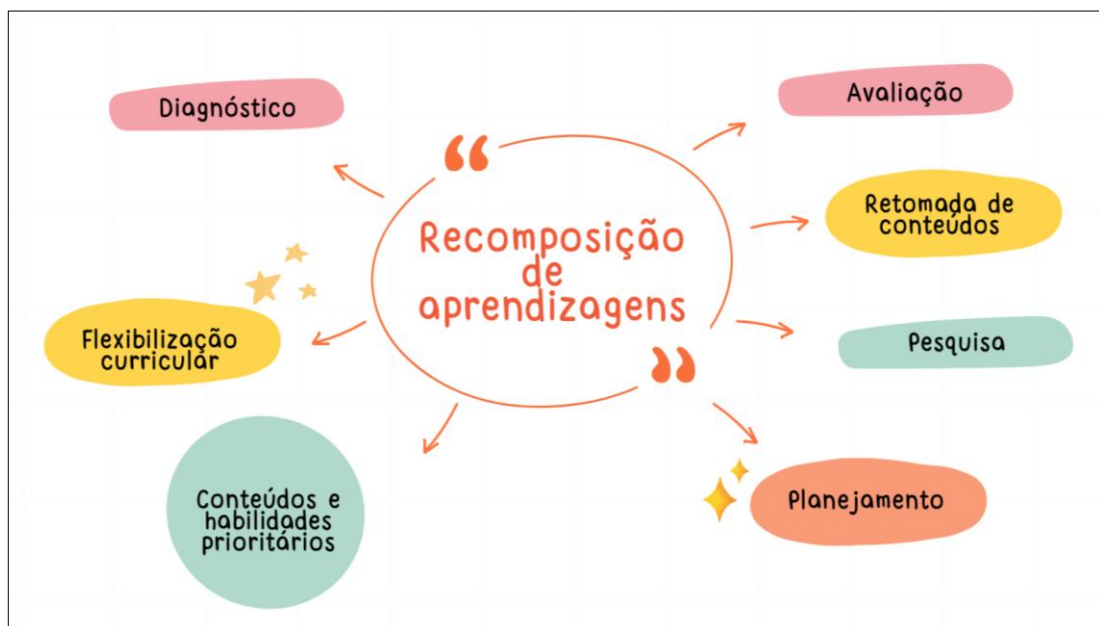 Diagnóstico
Avaliação
“
Recomposição
de
aprendizagens
”
Retomada de
conteúdos
Flexibilização
curricular
Pesquisa
Conteúdos e
habilidades
prioritários
Planejamento